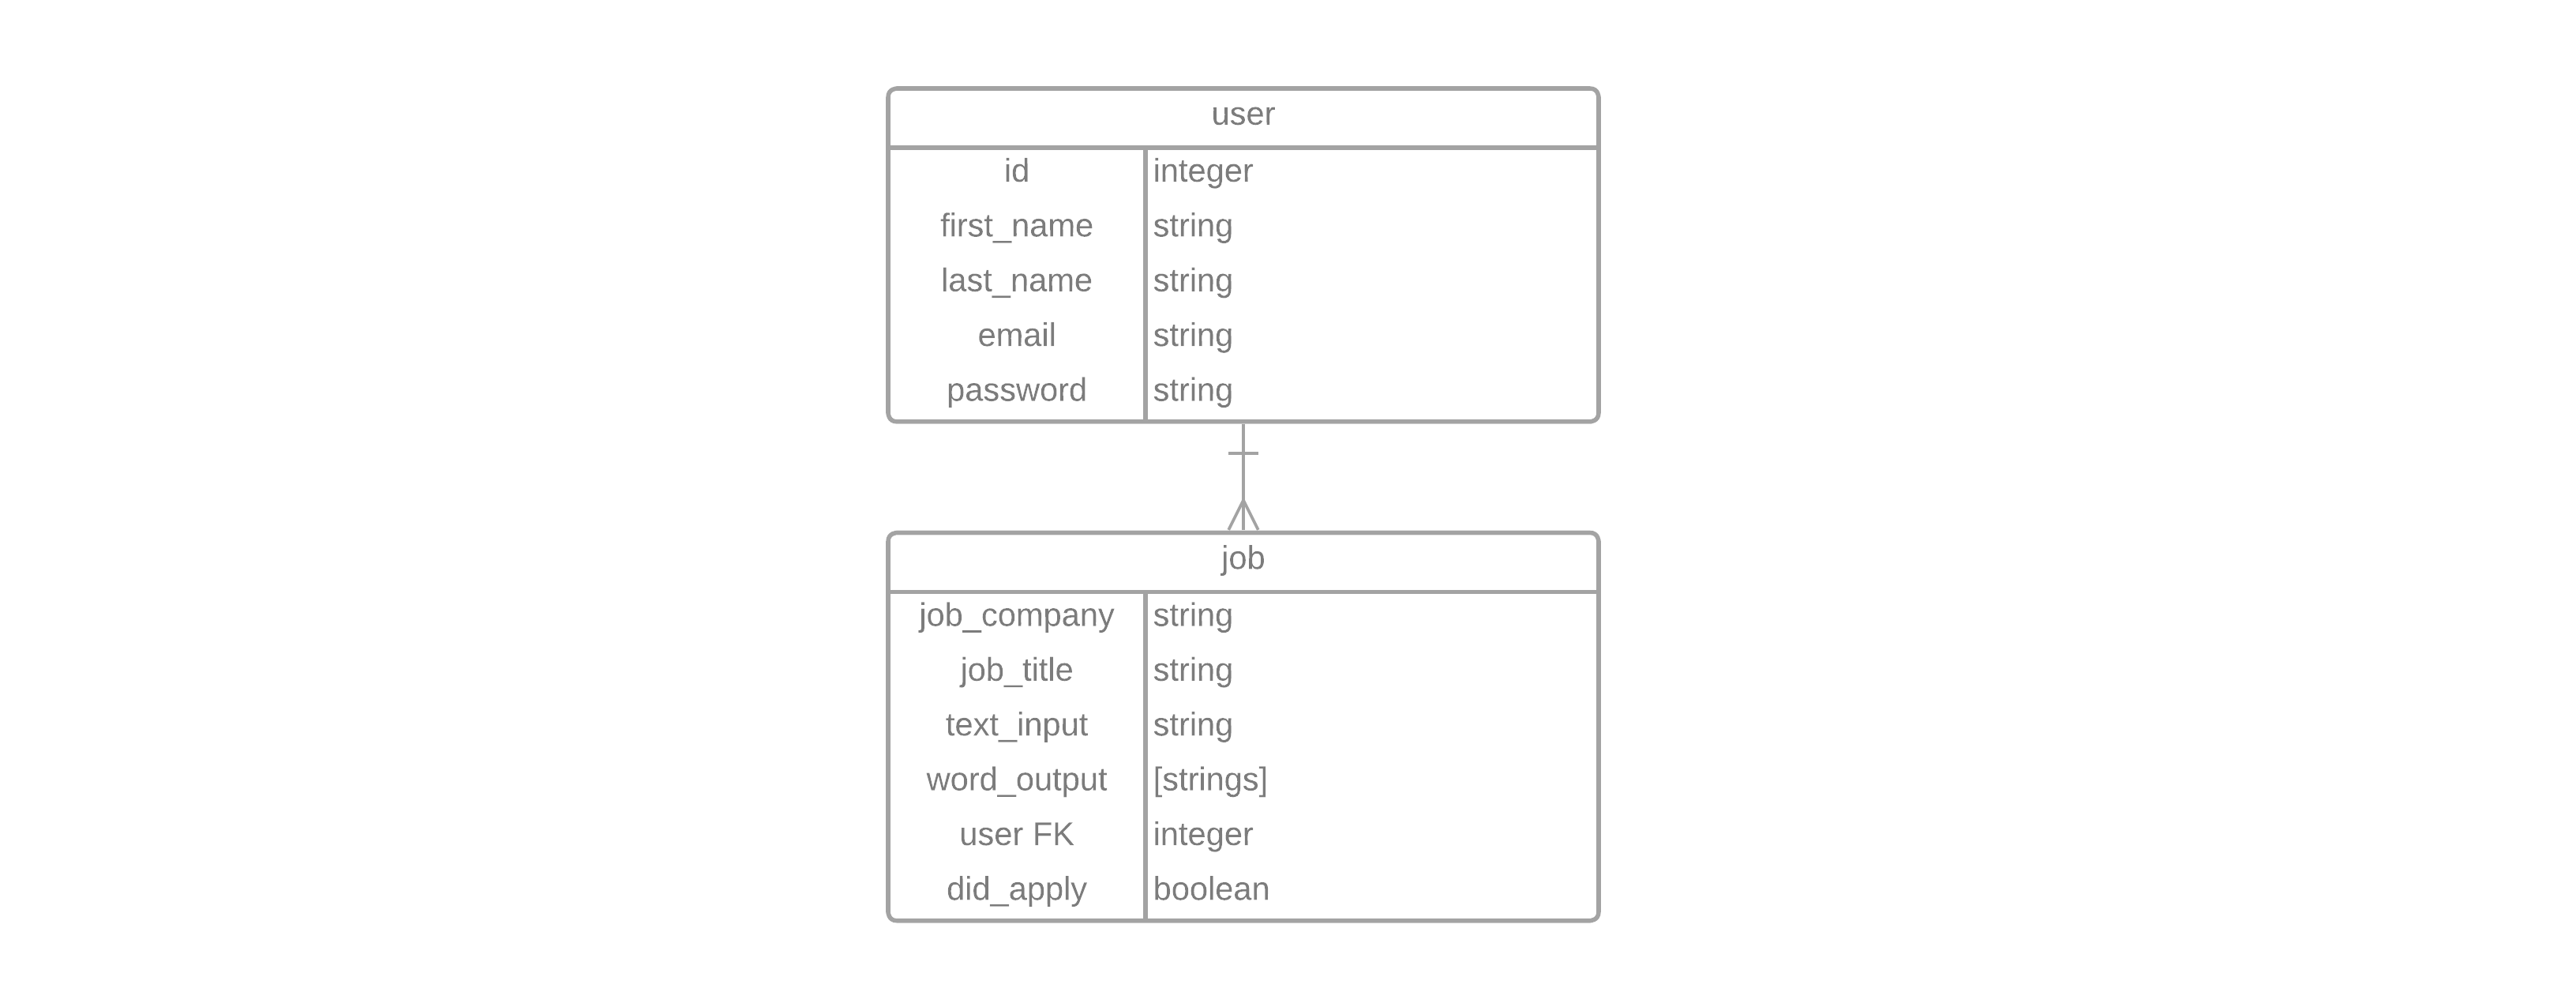 user
id integer
first_name string
last_name string
email string
password string
job
job_company string
job_title string
text_input string
word_output [strings]
user FK integer
did_apply boolean